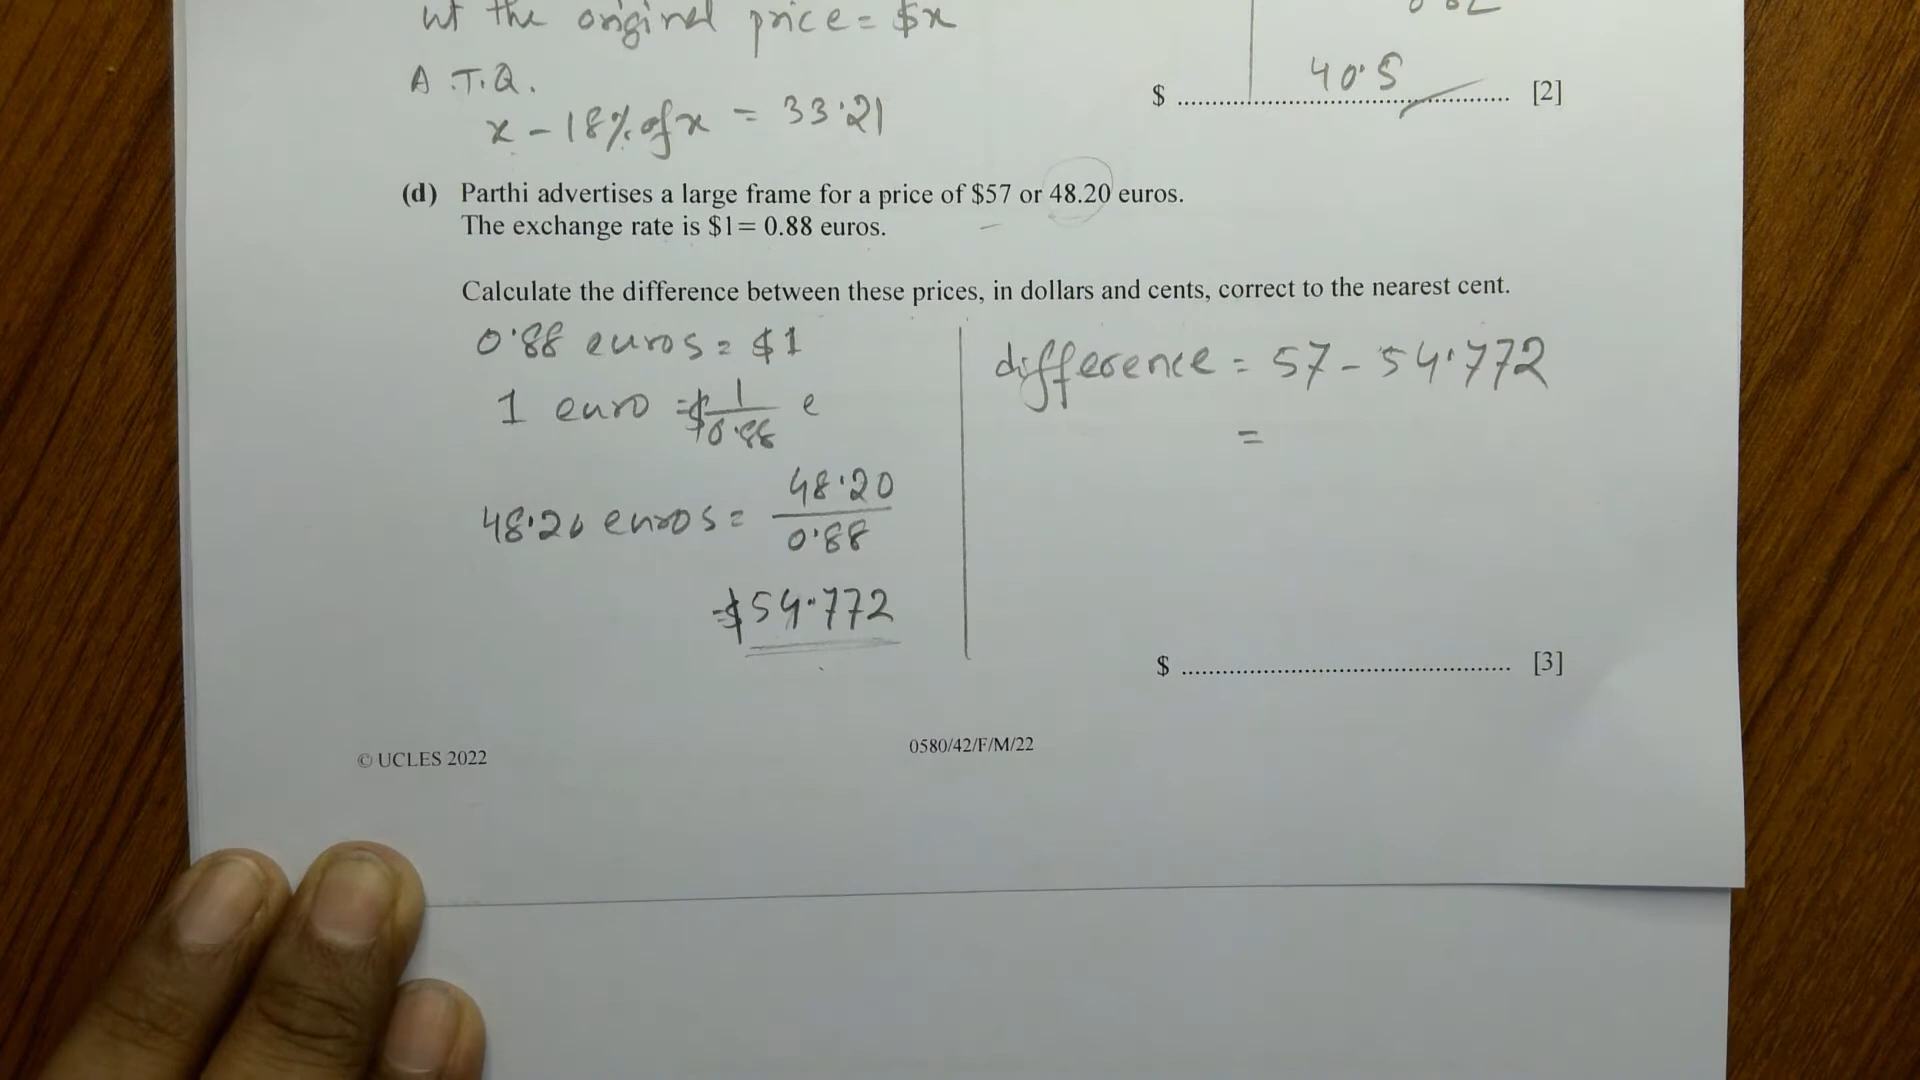 the original price = $x
40.5
$ ........................................ [2]
A.T.Q.
x - 18% of x = 33.21
(d) Parthi advertises a large frame for a price of $57 or 48.20 euros.
The exchange rate is $1= 0.88 euros.
Calculate the difference between these prices, in dollars and cents, correct to the nearest cent.
0.88 euros = $1
1 euro = $ 1/0.88 e
48.20 euros = 48.20/0.88
= $54.772
difference = 57 - 54.772
=
$ ........................................ [3]
© UCLES 2022
0580/42/F/M/22